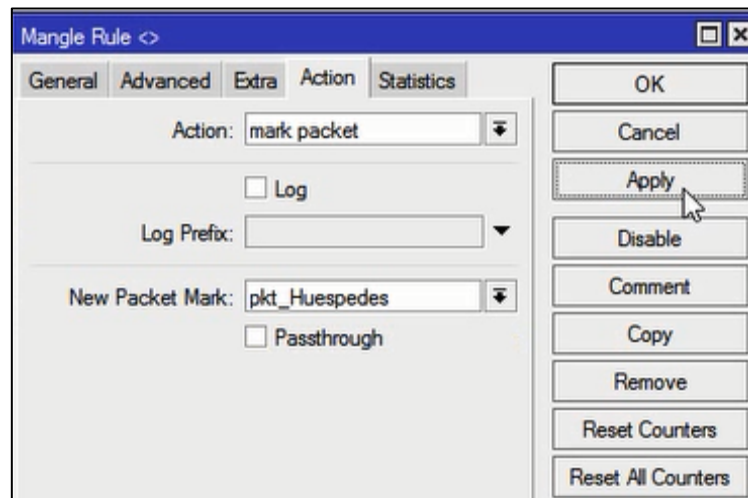 Mangle Rule <>
General Advanced Extra Action Statistics
Action: mark packet
Log
Log Prefix:
New Packet Mark: pkt_Huespedes
Passthrough
OK
Cancel
Apply
Disable
Comment
Copy
Remove
Reset Counters
Reset All Counters